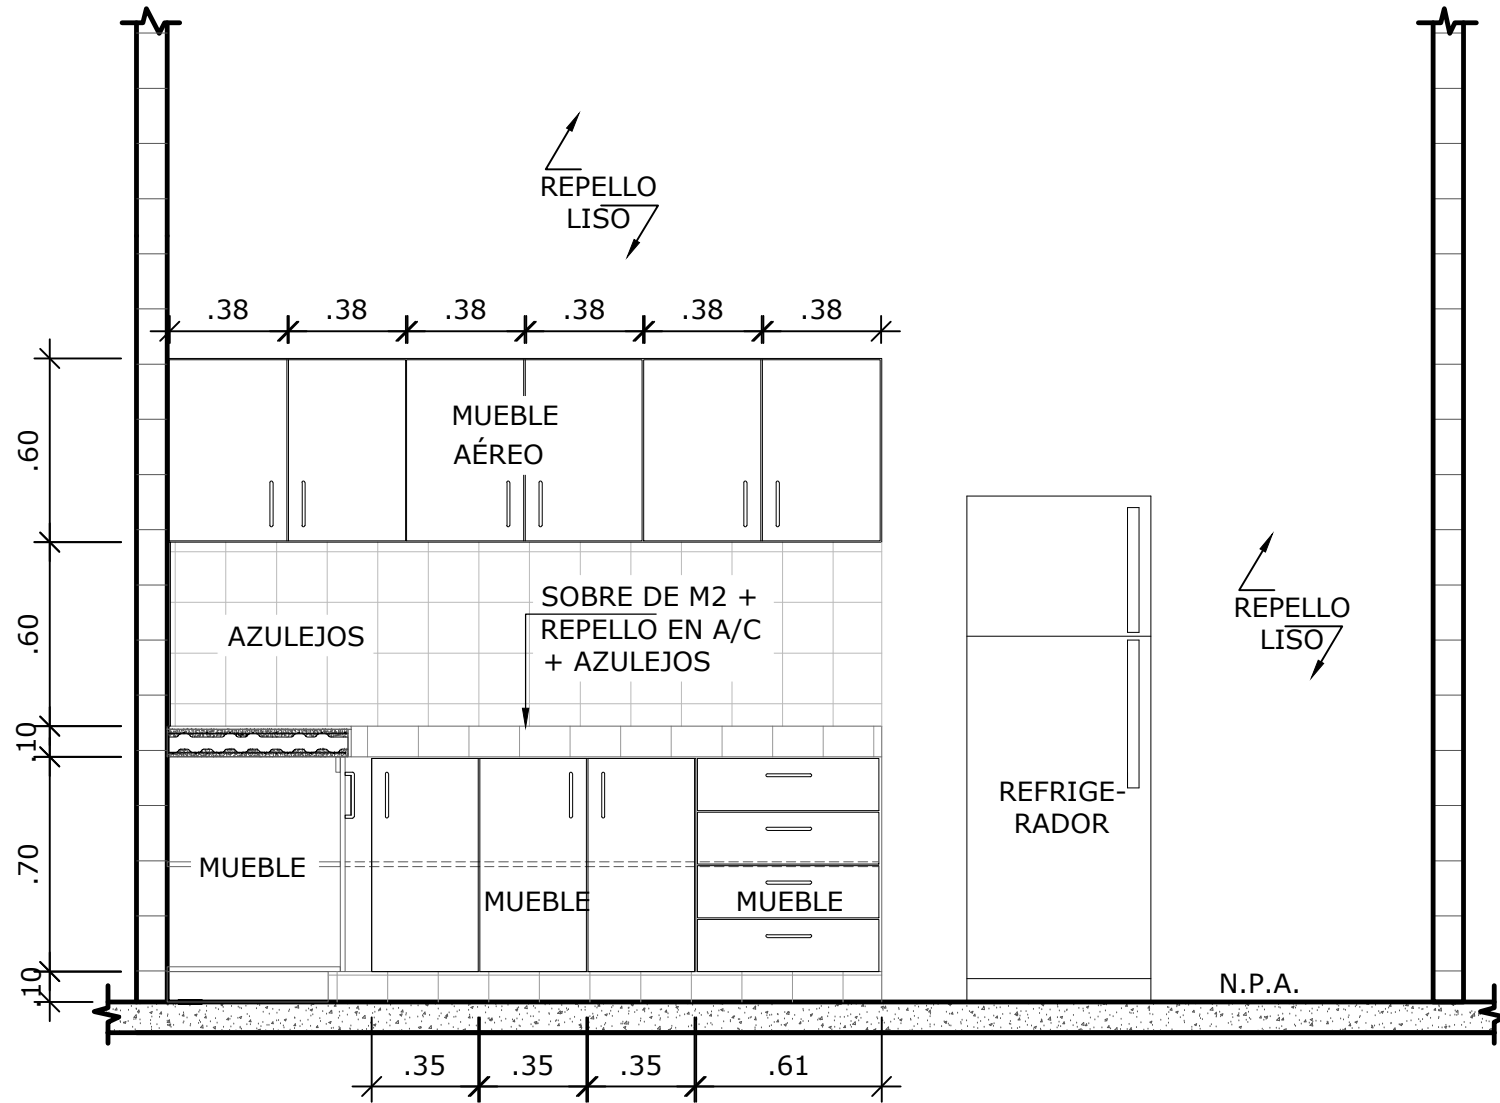 REPELLO
LISO
.38 .38 .38 .38 .38 .38
MUEBLE
AÉREO
.60
.60
.10
.70
.10
AZULEJOS
SOBRE DE M2 +
REPELLO EN A/C
+ AZULEJOS
REPELLO
LISO
MUEBLE
MUEBLE
MUEBLE
REFRIGE-
RADOR
N.P.A.
.35 .35 .35 .61